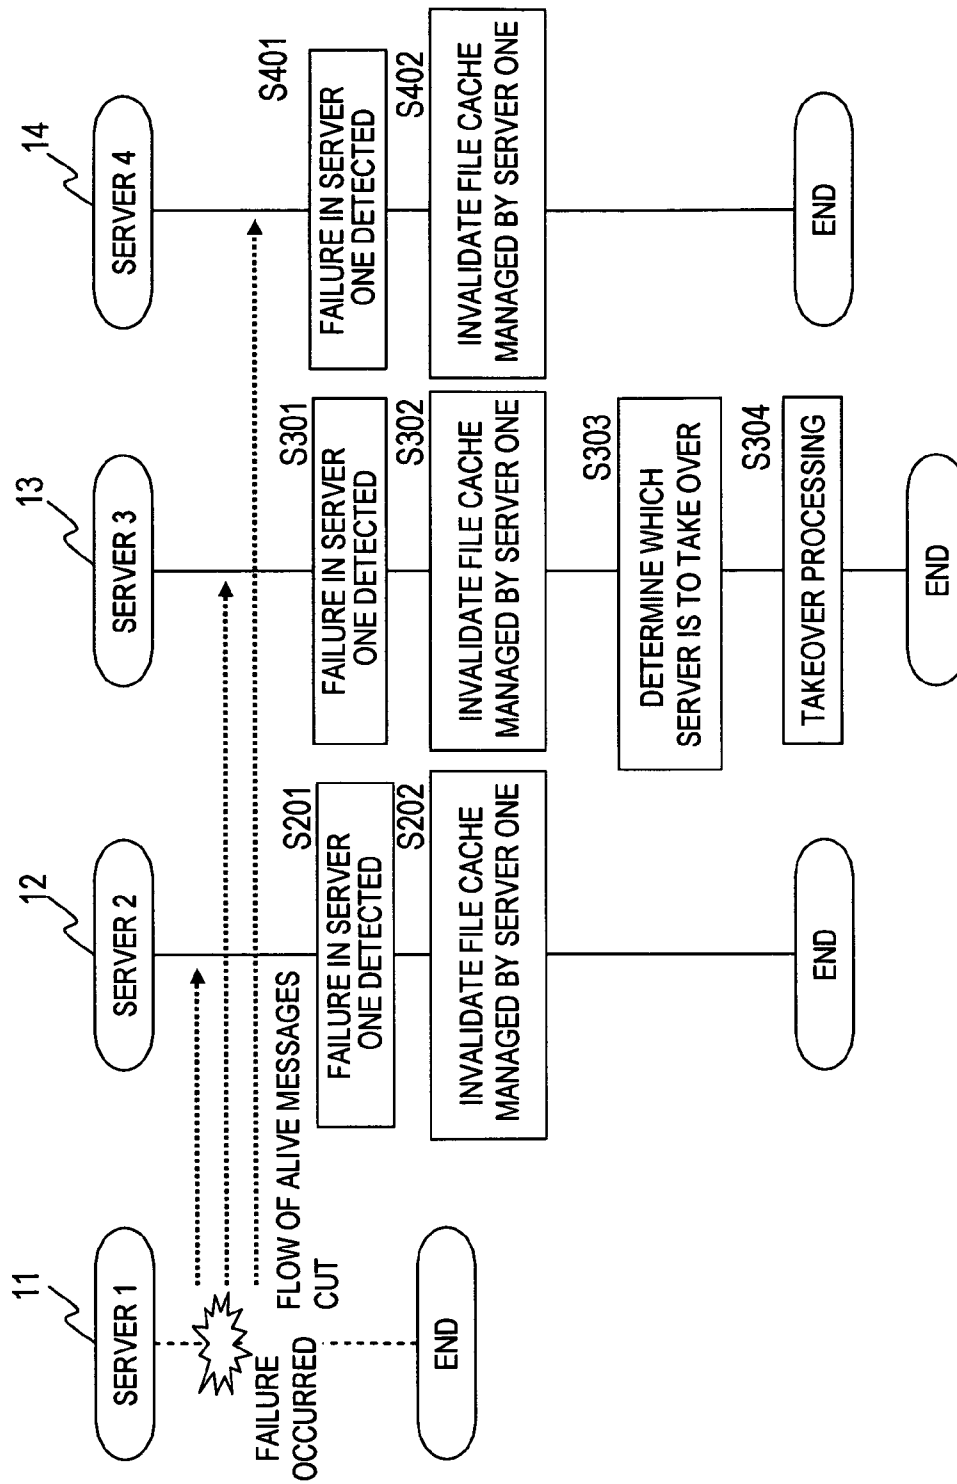 11
SERVER 1
FAILURE
OCCURRED
FLOW OF ALIVE MESSAGES
CUT
END
12
SERVER 2
S201
FAILURE IN SERVER
ONE DETECTED
S202
INVALIDATE FILE CACHE
MANAGED BY SERVER ONE
END
13
SERVER 3
S301
FAILURE IN SERVER
ONE DETECTED
S302
INVALIDATE FILE CACHE
MANAGED BY SERVER ONE
S303
DETERMINE WHICH
SERVER IS TO TAKE OVER
S304
TAKEOVER PROCESSING
END
14
SERVER 4
S401
FAILURE IN SERVER
ONE DETECTED
S402
INVALIDATE FILE CACHE
MANAGED BY SERVER ONE
END